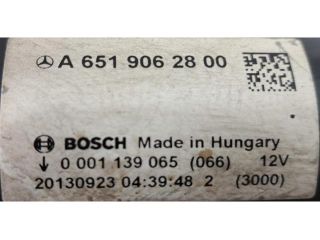 A 651 906 28 00
BOSCH Made in Hungary
↓ 0 001 139 065 (066) 12V
20130923 04:39:48 2 (3000)